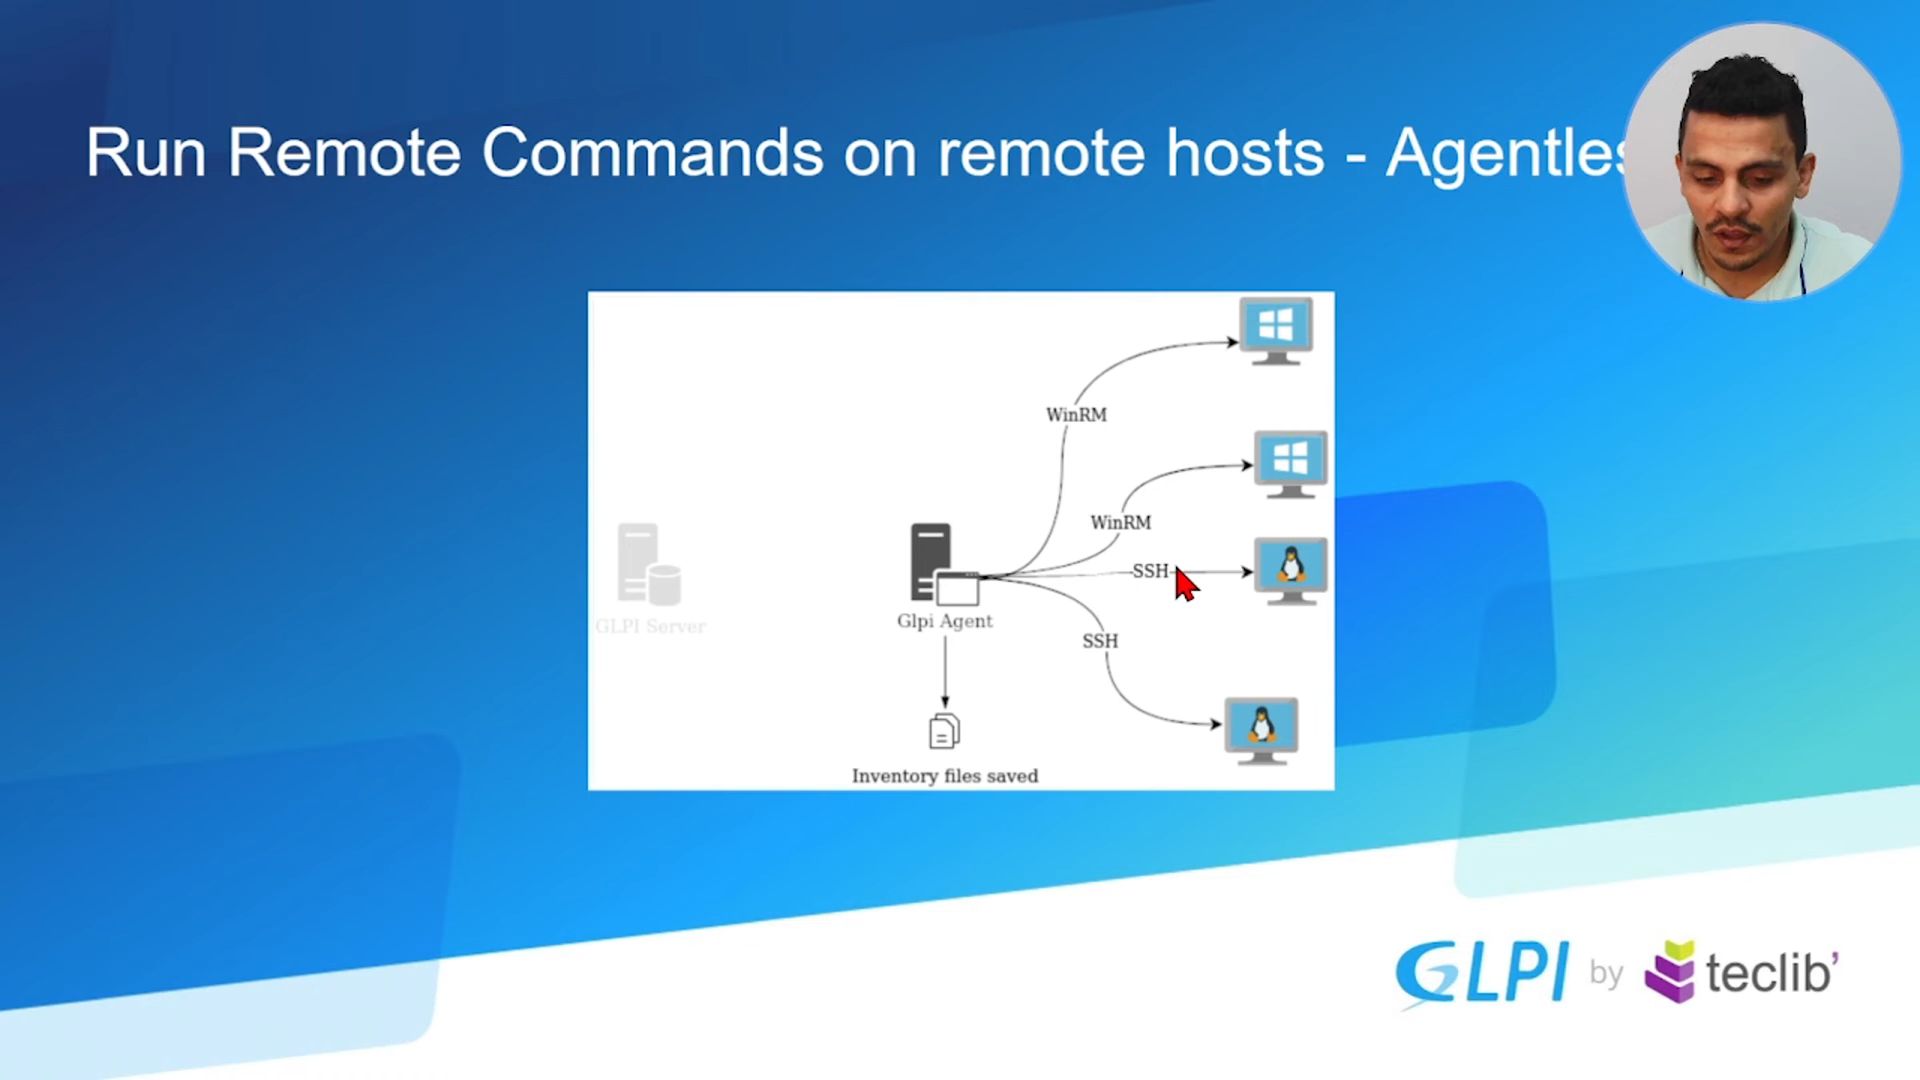 Run Remote Commands on remote hosts - Agentles
WinRM
WinRM
SSH
SSH
GLPI Server
Glpi Agent
Inventory files saved
GLPI by teclib'